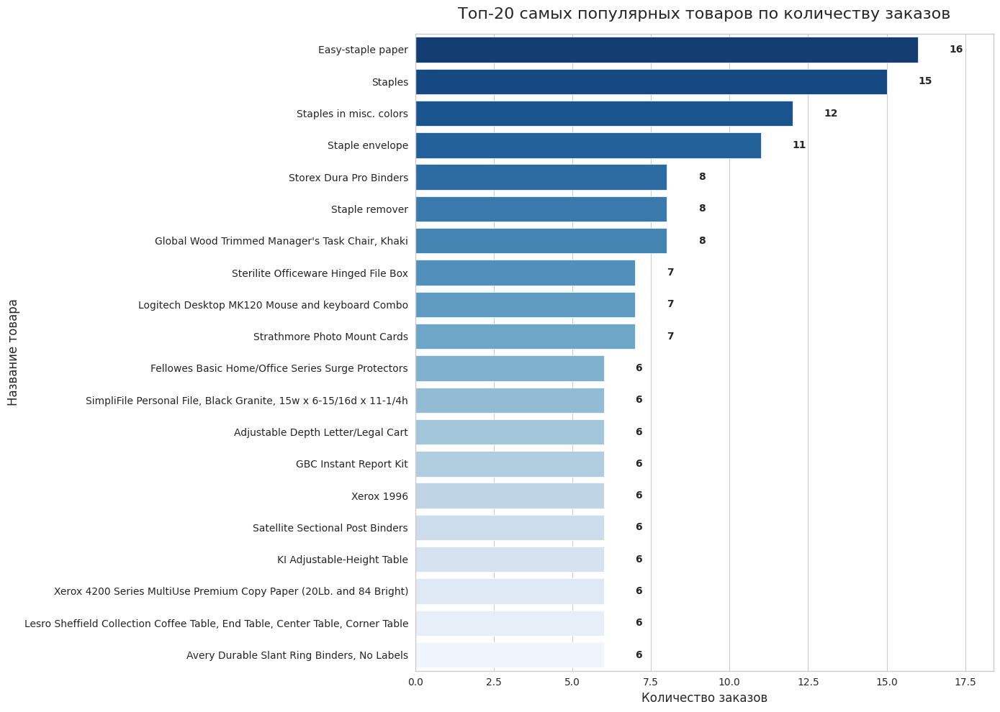 Топ-20 самых популярных товаров по количеству заказов
Название товара
Easy-staple paper 16
Staples 15
Staples in misc. colors 12
Staple envelope 11
Storex Dura Pro Binders 8
Staple remover 8
Global Wood Trimmed Manager's Task Chair, Khaki 8
Sterilite Officeware Hinged File Box 7
Logitech Desktop MK120 Mouse and keyboard Combo 7
Strathmore Photo Mount Cards 7
Fellowes Basic Home/Office Series Surge Protectors 6
SimpliFile Personal File, Black Granite, 15w x 6-15/16d x 11-1/4h 6
Adjustable Depth Letter/Legal Cart 6
GBC Instant Report Kit 6
Xerox 1996 6
Satellite Sectional Post Binders 6
KI Adjustable-Height Table 6
Xerox 4200 Series MultiUse Premium Copy Paper (20Lb. and 84 Bright) 6
Lesro Sheffield Collection Coffee Table, End Table, Center Table, Corner Table 6
Avery Durable Slant Ring Binders, No Labels 6
0.0 2.5 5.0 7.5 10.0 12.5 15.0 17.5
Количество заказов